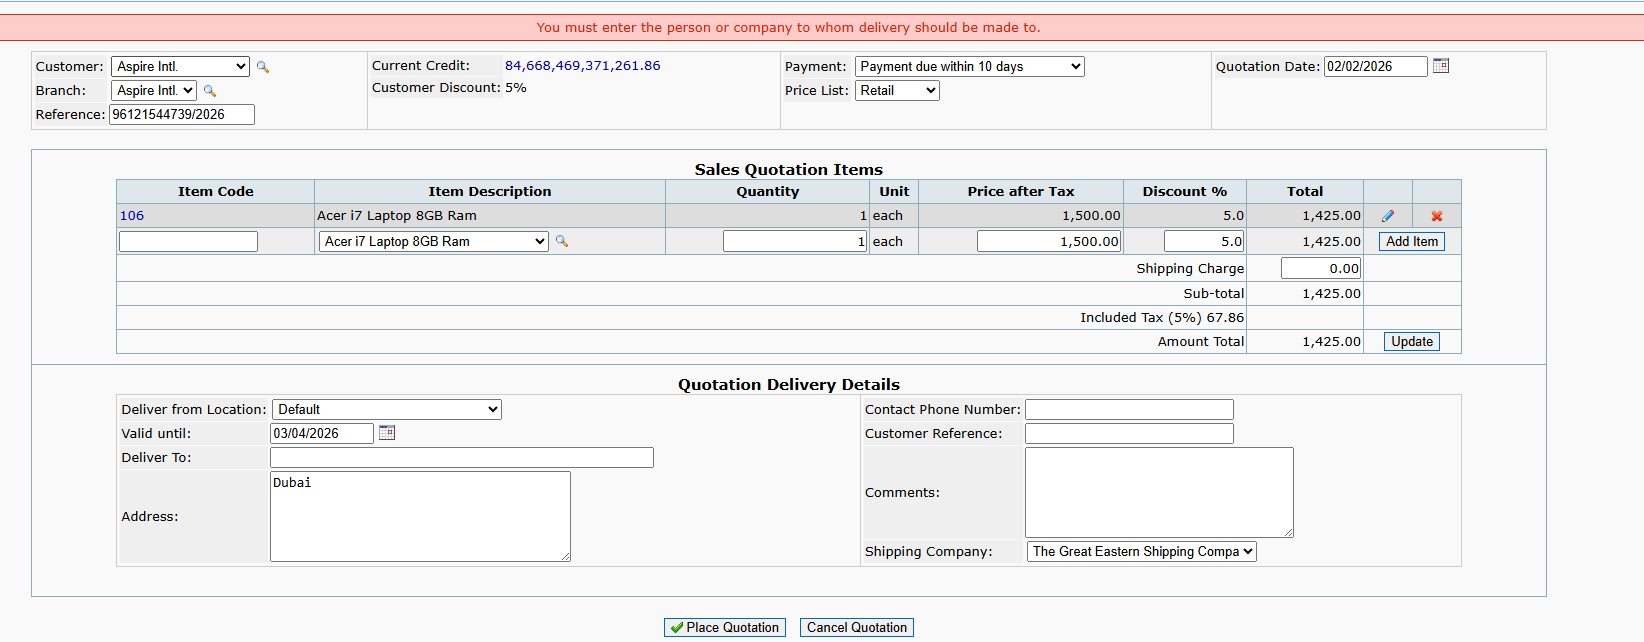 You must enter the person or company to whom delivery should be made to.
Customer: Aspire Intl. Current Credit: 84,668,469,371,261.86 Payment: Payment due within 10 days Quotation Date: 02/02/2026
Branch: Aspire Intl. Customer Discount: 5% Price List: Retail
Reference: 96121544739/2026
Sales Quotation Items
Item Code Item Description Quantity Unit Price after Tax Discount % Total
106 Acer i7 Laptop 8GB Ram 1 each 1,500.00 5.0 1,425.00
Acer i7 Laptop 8GB Ram 1 each 1,500.00 5.0 1,425.00 Add Item
Shipping Charge 0.00
Sub-total 1,425.00
Included Tax (5%) 67.86
Amount Total 1,425.00 Update
Quotation Delivery Details
Deliver from Location: Default Contact Phone Number:
Valid until: 03/04/2026 Customer Reference:
Deliver To:
Address: Dubai Comments:
Shipping Company: The Great Eastern Shipping Compa
Place Quotation Cancel Quotation